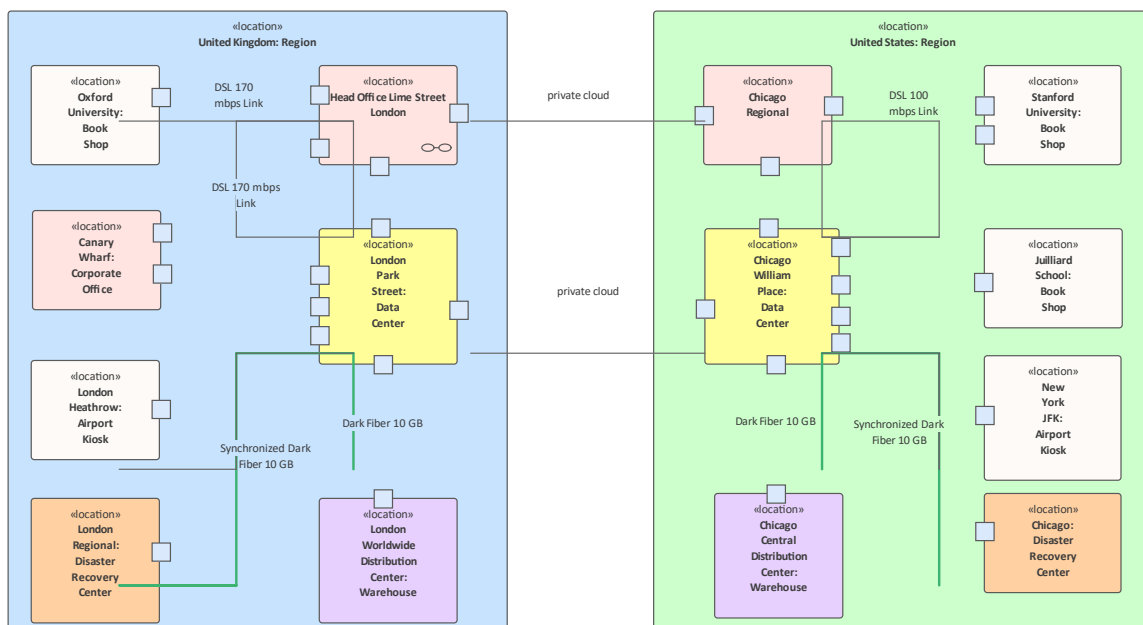 «location»
United Kingdom: Region
«location»
Oxford
University:
Book
Shop
DSL 170
mbps Link
«location»
Head Office Lime Street
London
DSL 170 mbps
Link
«location»
Canary
Wharf:
Corporate
Office
«location»
London
Park
Street:
Data
Center
«location»
London
Heathrow:
Airport
Kiosk
Dark Fiber 10 GB
Synchronized Dark
Fiber 10 GB
«location»
London
Regional:
Disaster
Recovery
Center
«location»
London
Worldwide
Distribution
Center:
Warehouse
private cloud
private cloud
«location»
United States: Region
«location»
Chicago
Regional
DSL 100
mbps Link
«location»
Stanford
University:
Book
Shop
«location»
Chicago
William
Place:
Data
Center
«location»
Juilliard
School:
Book
Shop
Dark Fiber 10 GB
Synchronized Dark
Fiber 10 GB
«location»
New
York
JFK:
Airport
Kiosk
«location»
Chicago
Central
Distribution
Center:
Warehouse
«location»
Chicago:
Disaster
Recovery
Center